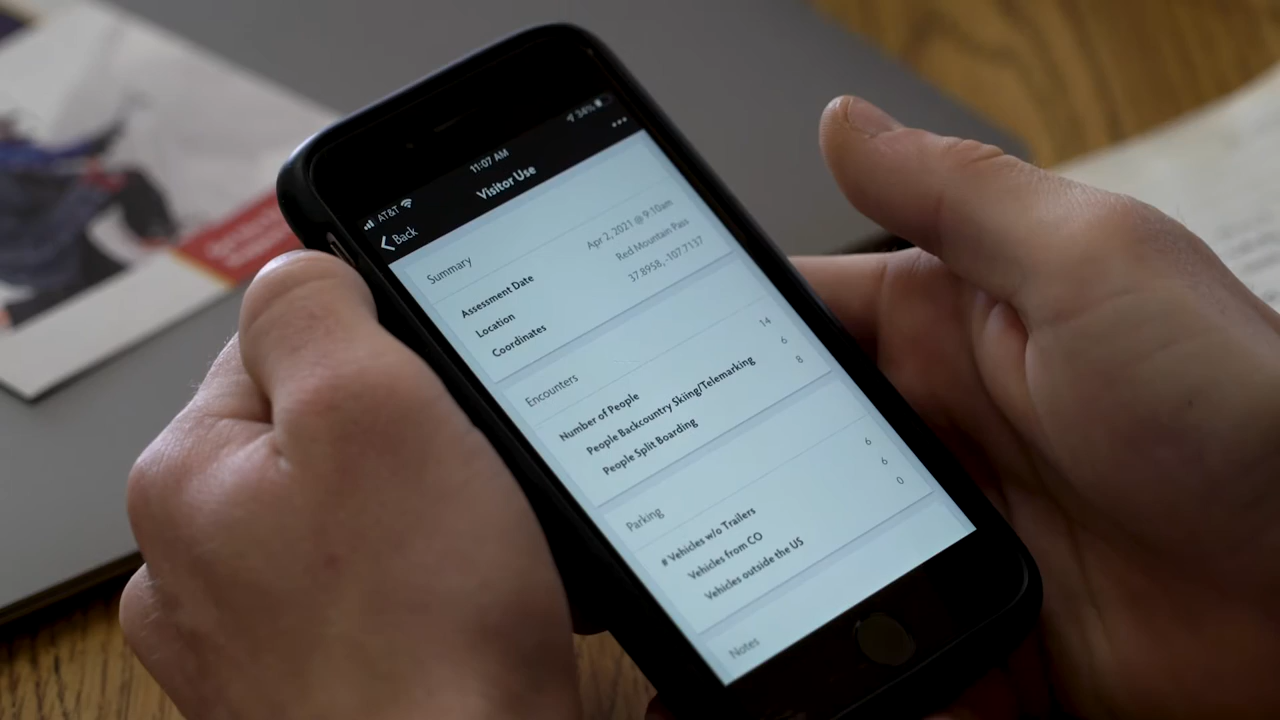 AT&T 11:07 AM 34%
Back Visitor Use •••
Summary
Assessment Date Apr 2, 2021 @ 9:10am
Location Red Mountain Pass
Coordinates 37.8958, -107.7137
Encounters
Number of People 14
People Backcountry Skiing/Telemarking 6
People Split Boarding 8
Parking
# Vehicles w/o Trailers 6
Vehicles from CO 6
Vehicles outside the US 0
Notes